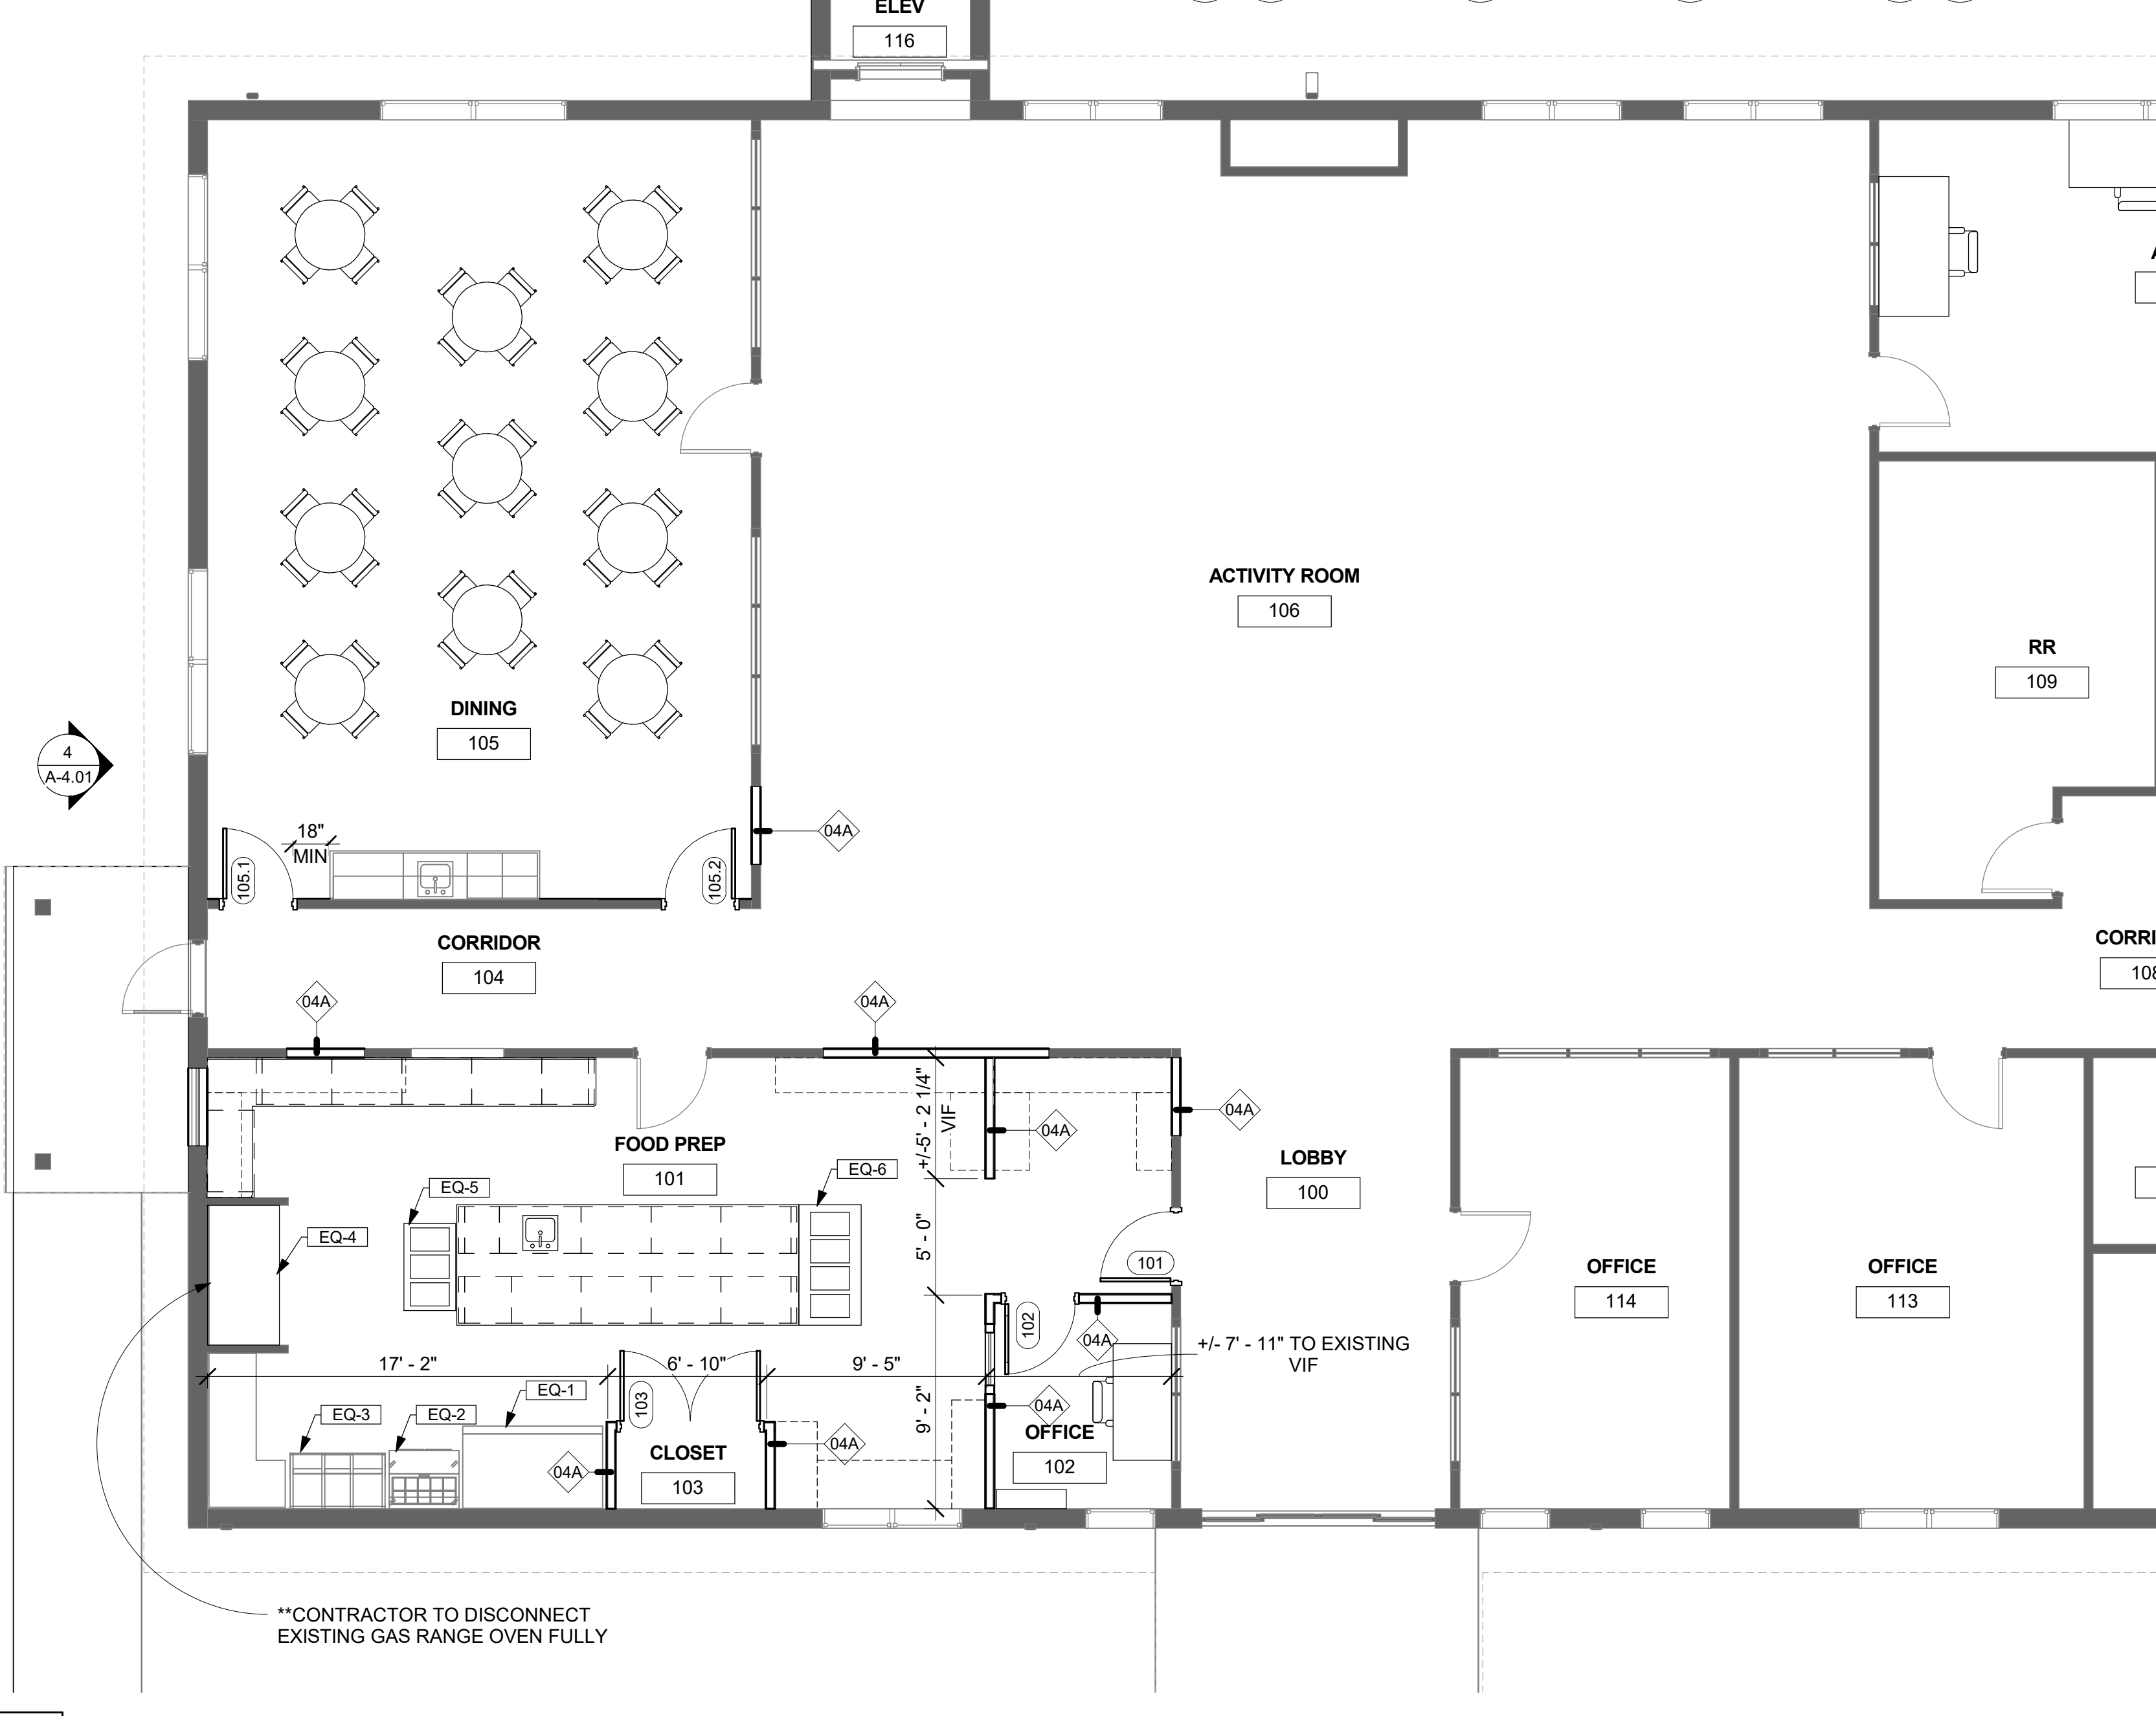 ELEV
116
ACTIVITY ROOM
106
RR
109
DINING
105
4
A-4.01
18"
MIN
04A
105.1
105.2
CORRIDOR
104
CORRI
108
04A
04A
+/-5' - 2 1/4"
VIF
04A
04A
FOOD PREP
101
EQ-6
EQ-5
LOBBY
100
EQ-4
5' - 0"
101
OFFICE
114
OFFICE
113
102
04A
+/- 7' - 11" TO EXISTING
VIF
17' - 2"
6' - 10"
9' - 5"
EQ-1
103
9' - 2"
04A
EQ-3
EQ-2
OFFICE
102
04A
CLOSET
103
04A
**CONTRACTOR TO DISCONNECT
EXISTING GAS RANGE OVEN FULLY